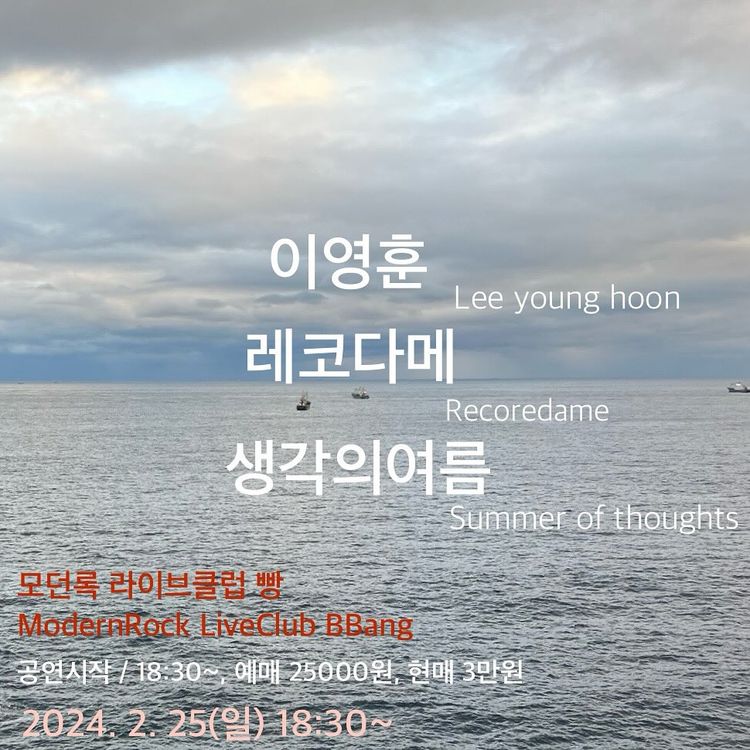 이영훈
Lee young hoon
레코다메
Recoredame
생각의여름
Summer of thoughts
모던록 라이브클럽 빵
ModernRock LiveClub BBang
공연시작 / 18:30~, 예매 25000원, 현매 3만원
2024. 2. 25(일) 18:30~